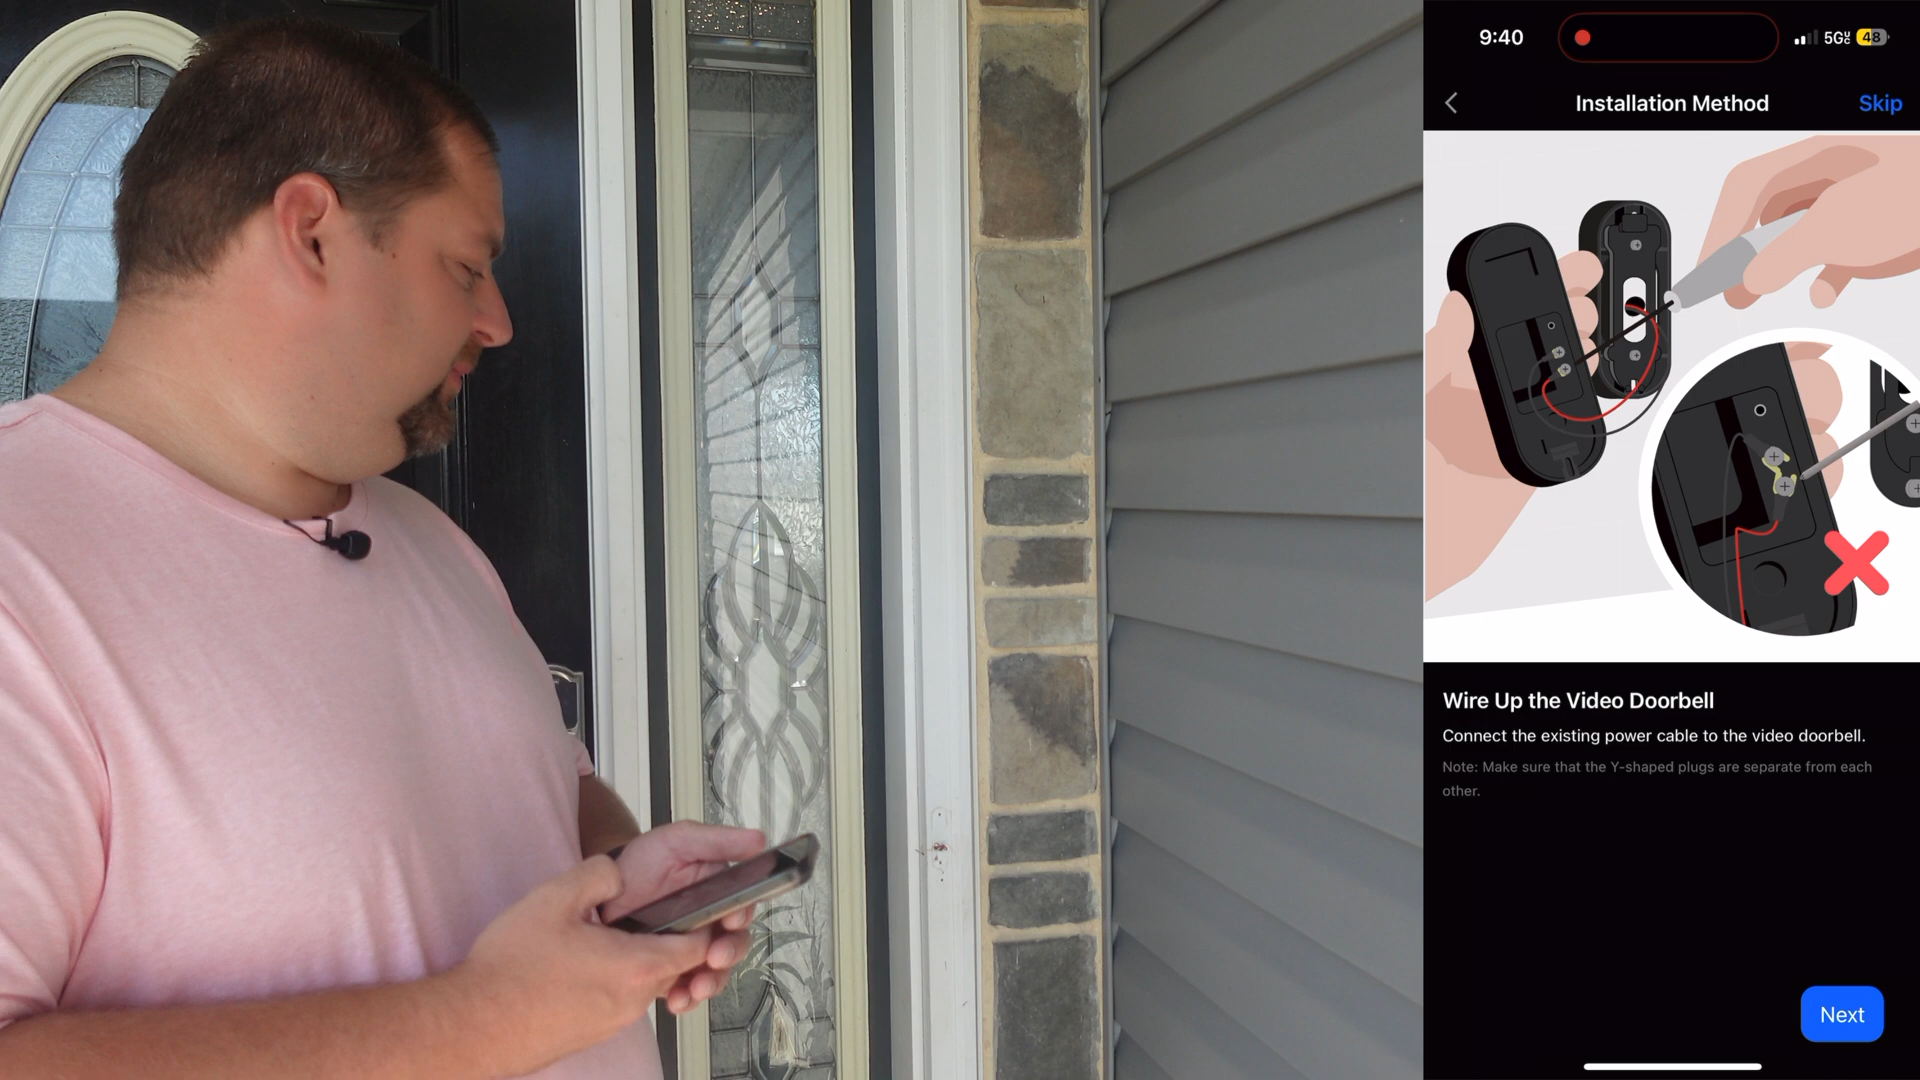 9:40
5G 48
Installation Method
Skip
Wire Up the Video Doorbell
Connect the existing power cable to the video doorbell.
Note: Make sure that the Y-shaped plugs are separate from each
other.
Next